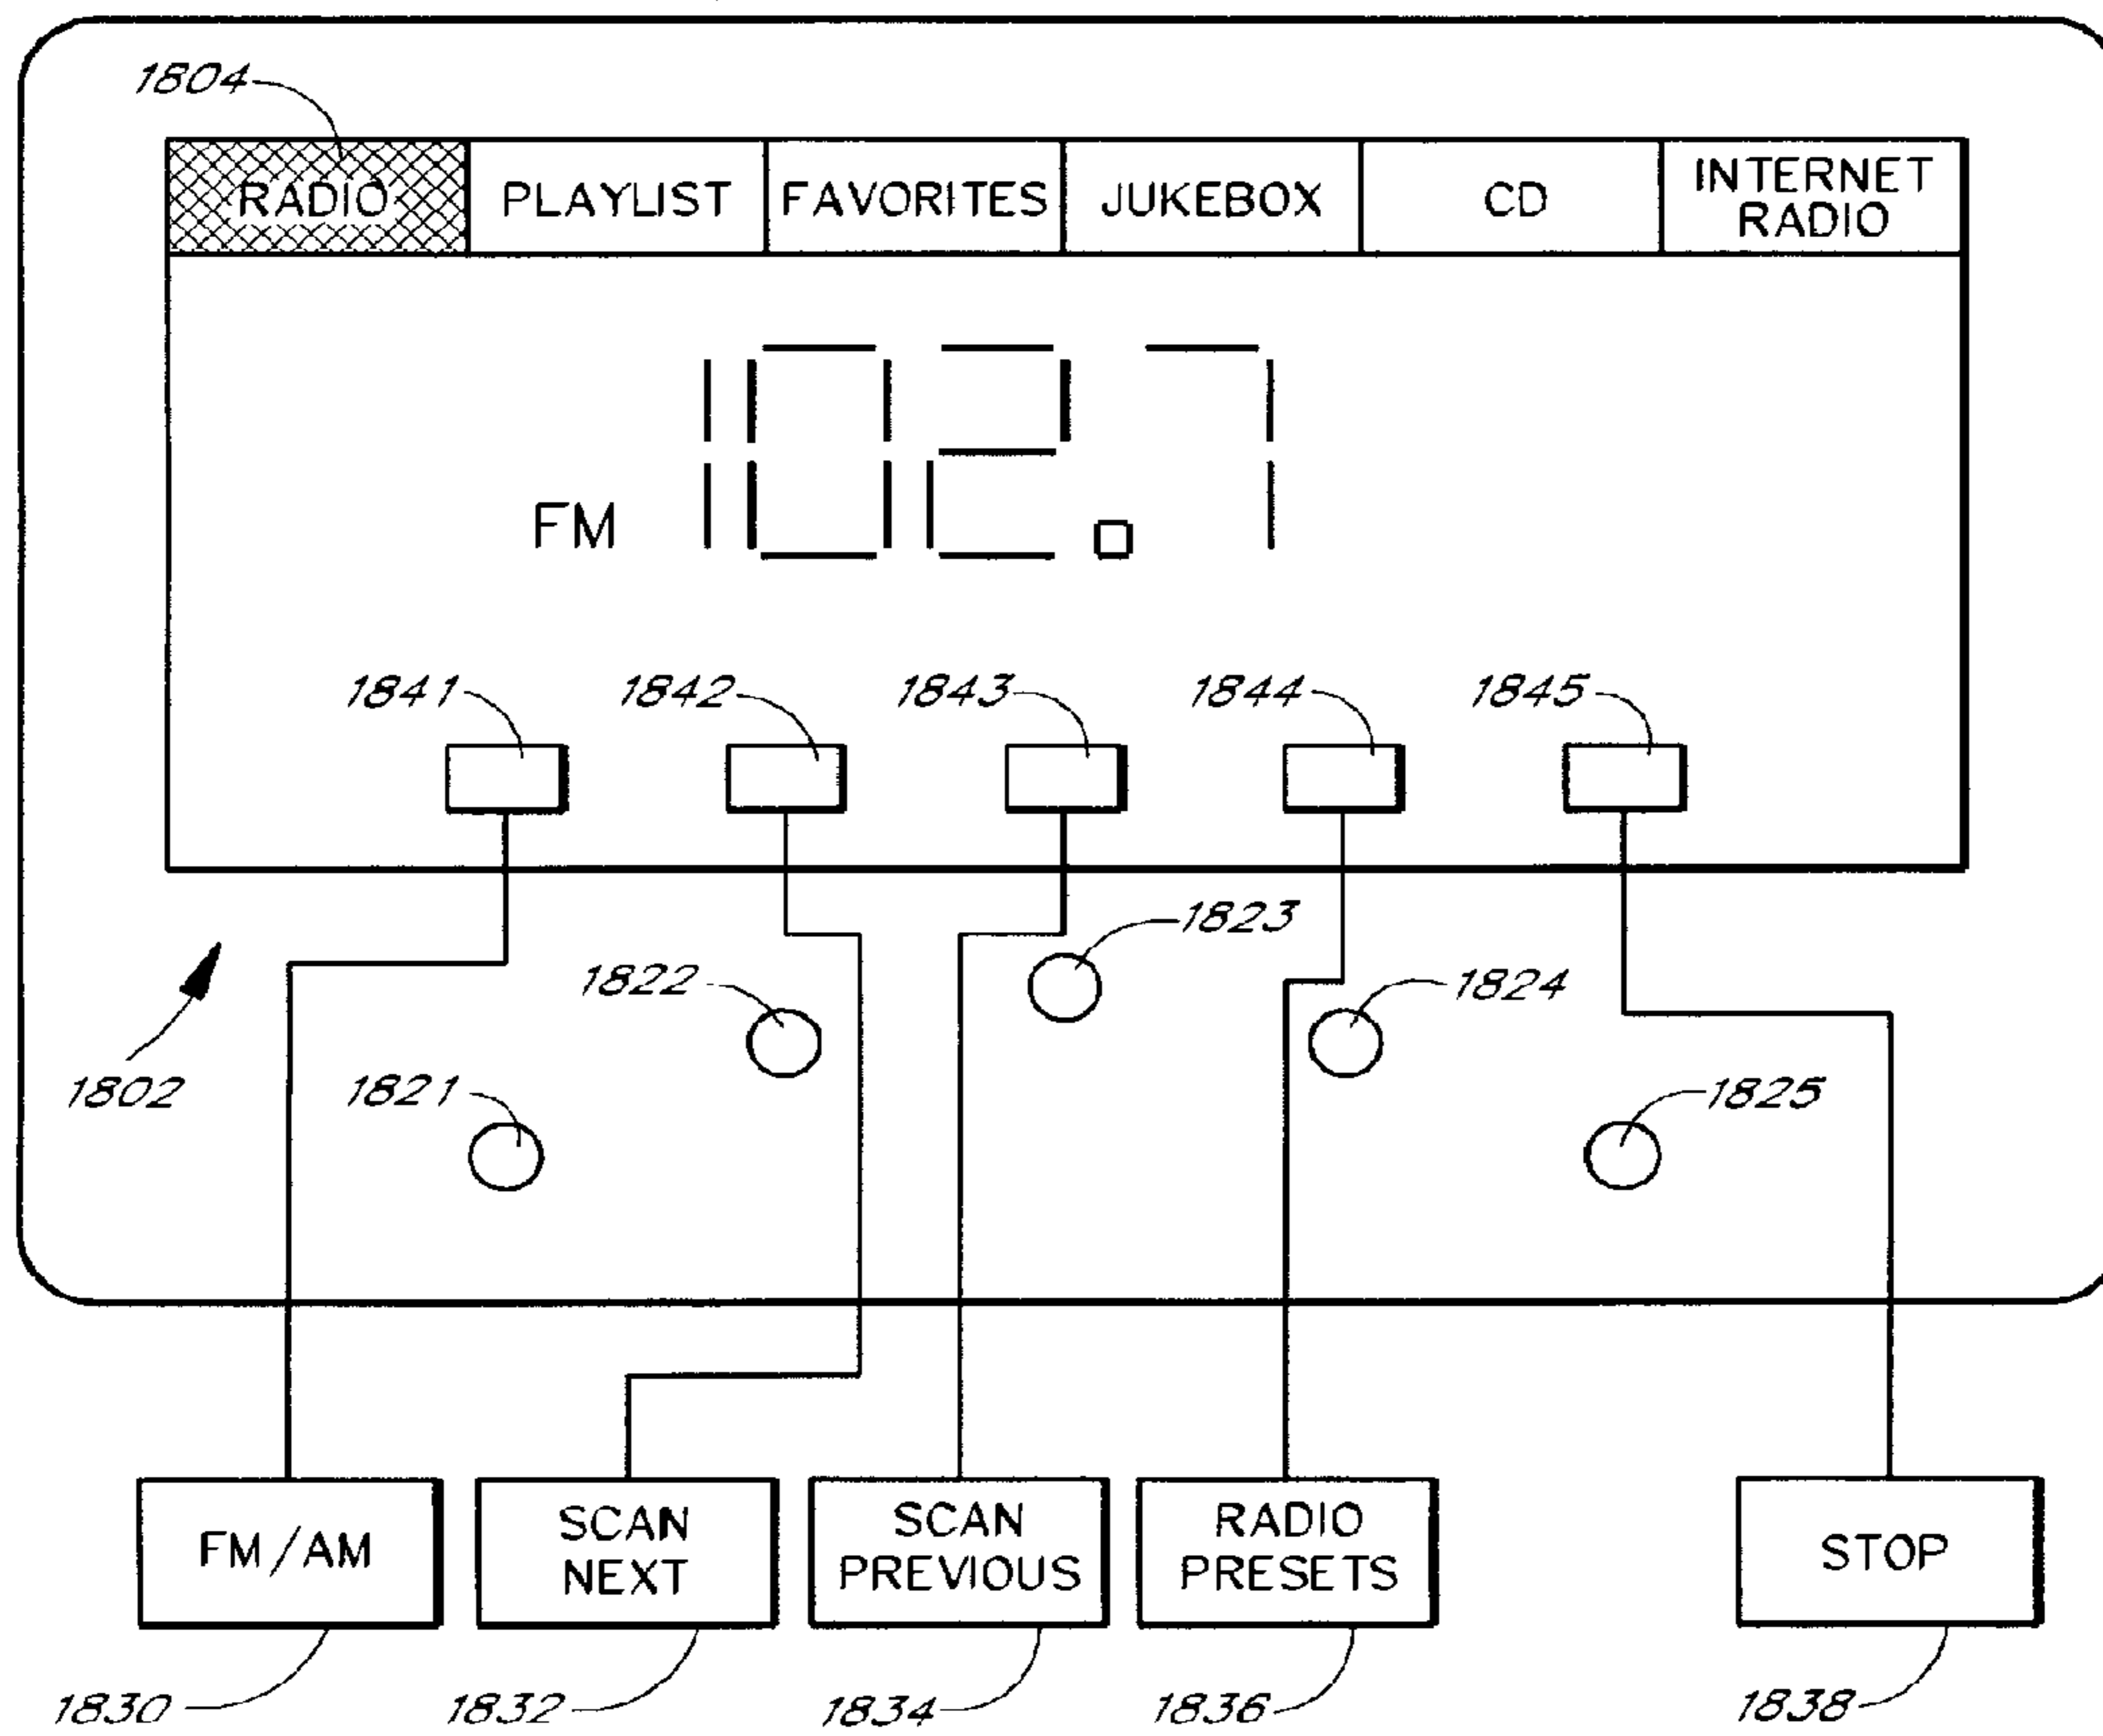 1804
RADIO PLAYLIST FAVORITES JUKEBOX CD INTERNET RADIO
FM 102.7
1841 1842 1843 1844 1845
1823
1822 1824
1802 1821 1825
FM/AM SCAN NEXT SCAN PREVIOUS RADIO PRESETS STOP
1830 1832 1834 1836 1838